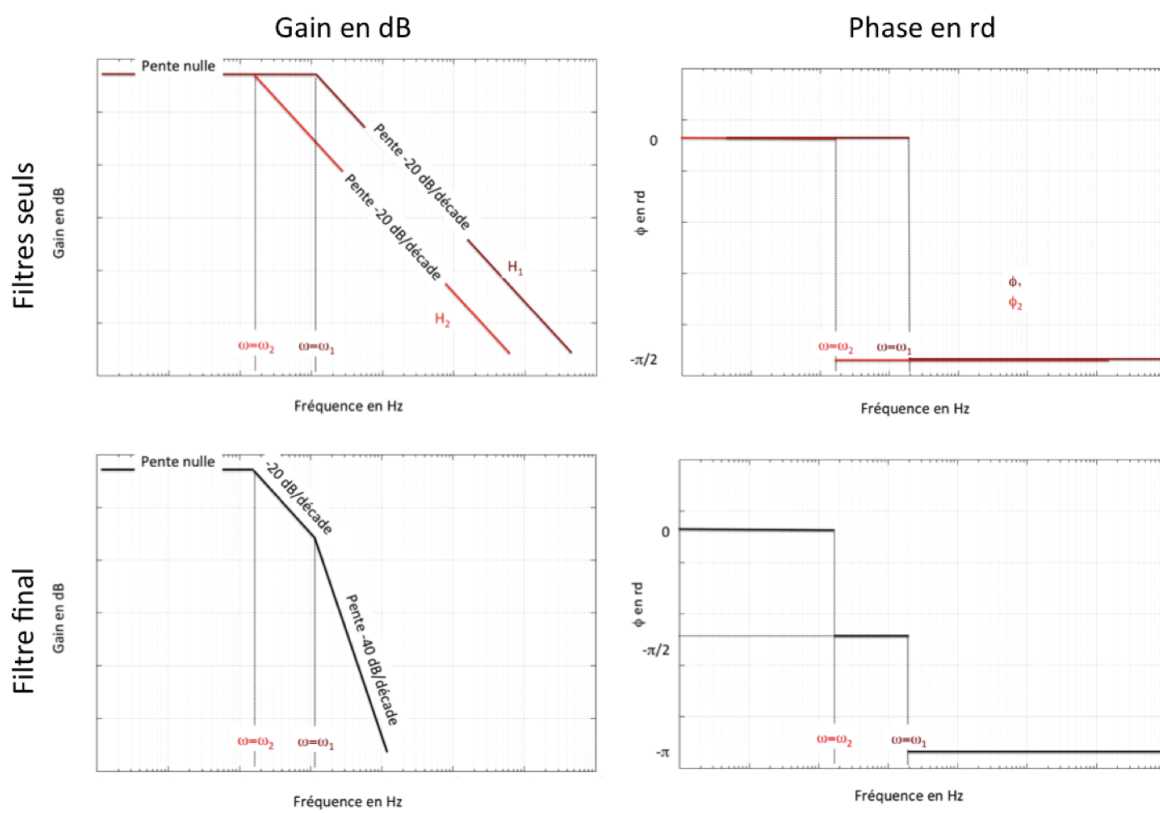 Gain en dB
Phase en rd
Filtres seuls
Pente nulle
Pente -20 dB/décade
Pente -20 dB/décade
Gain en dB
H₁
H₂
ω=ω₂
ω=ω₁
Fréquence en Hz
0
ϕ en rd
ϕ₁
ϕ₂
ω=ω₂
ω=ω₁
-π/2
Fréquence en Hz
Filtre final
Pente nulle
-20 dB/décade
Pente -40 dB/décade
Gain en dB
ω=ω₂
ω=ω₁
Fréquence en Hz
0
ϕ en rd
-π/2
ω=ω₂
ω=ω₁
-π
Fréquence en Hz